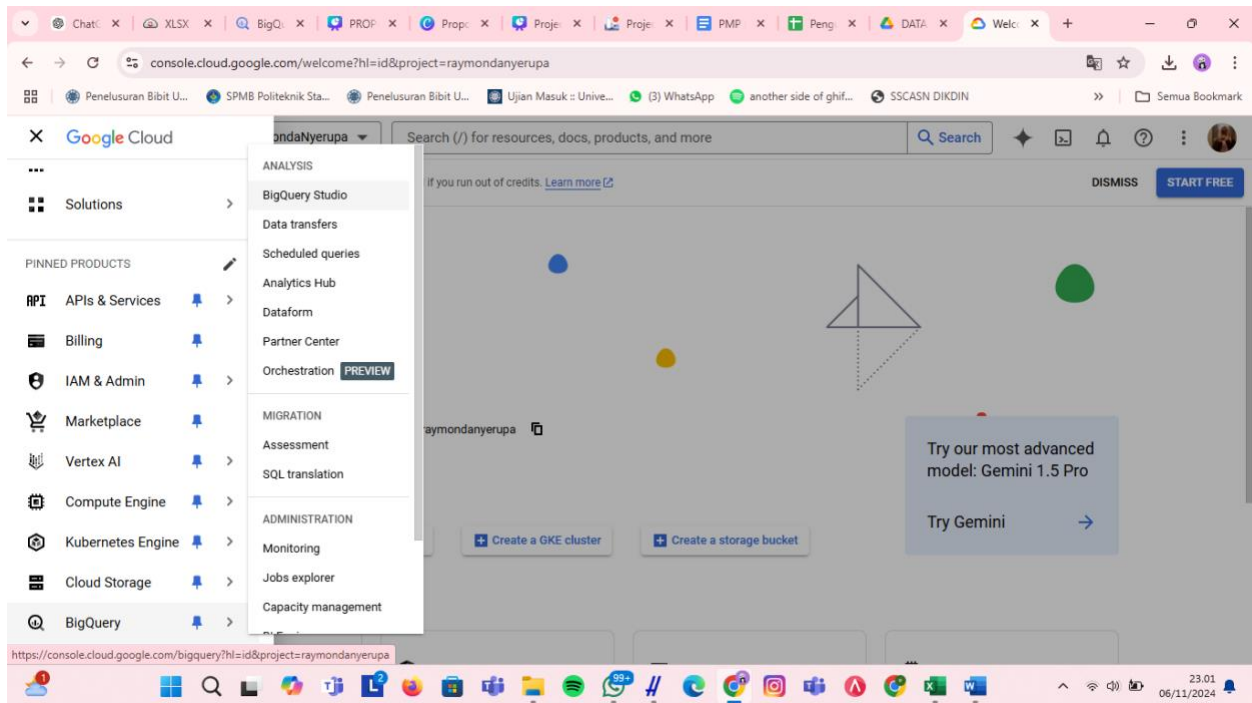 ChatG
XLSX
BigQu
PROP
Propo
Projec
Projec
PMP
Peng
DATA
Welco
console.cloud.google.com/welcome?hl=id&project=raymondanyerupa
Penelusuran Bibit U...
SPMB Politeknik Sta...
Penelusuran Bibit U...
Ujian Masuk :: Unive...
(3) WhatsApp
another side of ghif...
SSCASN DIKDIN
Semua Bookmark
Google Cloud
ondaNyerupa
Search (/) for resources, docs, products, and more
Search
if you run out of credits. Learn more
DISMISS
START FREE
Solutions
PINNED PRODUCTS
API APIs & Services
Billing
IAM & Admin
Marketplace
Vertex AI
Compute Engine
Kubernetes Engine
Cloud Storage
BigQuery
ANALYSIS
BigQuery Studio
Data transfers
Scheduled queries
Analytics Hub
Dataform
Partner Center
Orchestration PREVIEW
MIGRATION
Assessment
SQL translation
ADMINISTRATION
Monitoring
Jobs explorer
Capacity management
raymondanyerupa
Create a GKE cluster
Create a storage bucket
Try our most advanced
model: Gemini 1.5 Pro
Try Gemini
https://console.cloud.google.com/bigquery?hl=id&project=raymondanyerupa
99+
23.01
06/11/2024